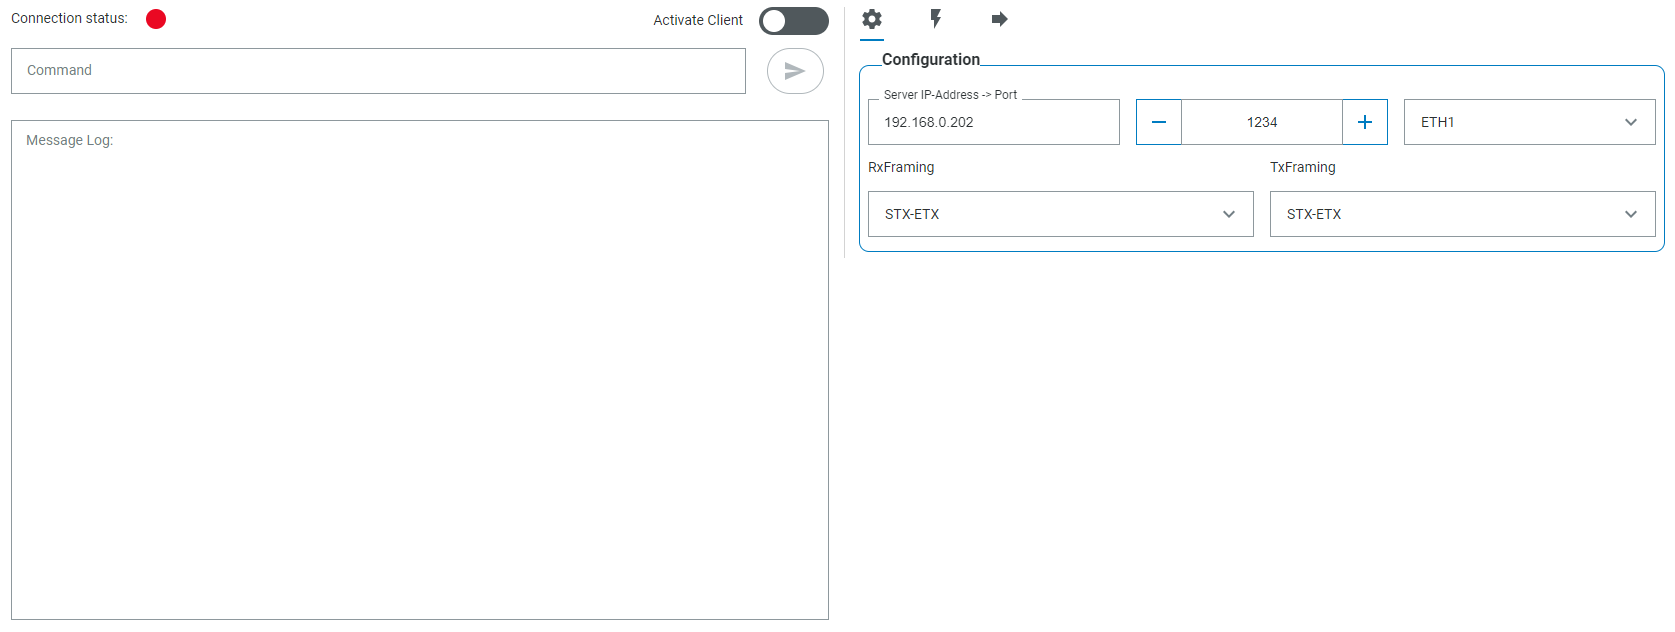 Connection status:
Activate Client
Command
Message Log:
Configuration
Server IP-Address -> Port
192.168.0.202
1234
ETH1
RxFraming
TxFraming
STX-ETX
STX-ETX